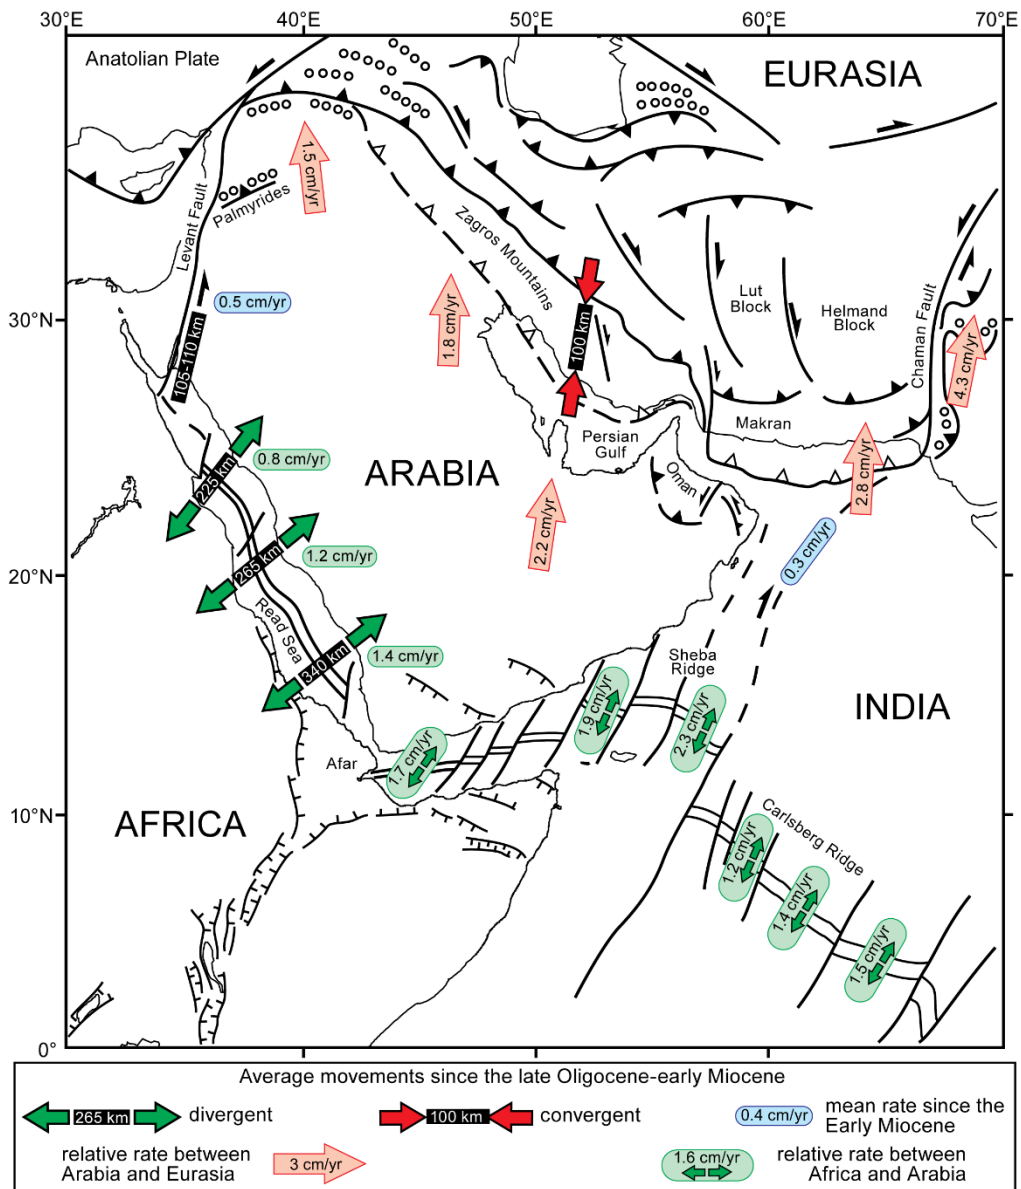 30°E
40°E
50°E
60°E
70°E
Anatolian Plate
EURASIA
1.5 cm/yr
Palmyrides
Levant Fault
Zagros Mountains
Lut
Block
Helmand
Block
Chaman Fault
0.5 cm/yr
30°N
105-110 km
1.8 cm/yr
100 km
4.3 cm/yr
Makran
Persian
Gulf
ARABIA
0.8 cm/yr
225 km
Oman
2.8 cm/yr
2.2 cm/yr
0.3 cm/yr
1.2 cm/yr
265 km
20°N
Read Sea
1.4 cm/yr
340 km
Sheba
Ridge
1.9 cm/yr
2.3 cm/yr
INDIA
Afar
1.7 cm/yr
10°N
AFRICA
Carlsberg Ridge
1.2 cm/yr
1.4 cm/yr
1.5 cm/yr
0°
Average movements since the late Oligocene-early Miocene
265 km divergent
100 km convergent
0.4 cm/yr mean rate since the
Early Miocene
relative rate between
Arabia and Eurasia
3 cm/yr
1.6 cm/yr
relative rate between
Africa and Arabia